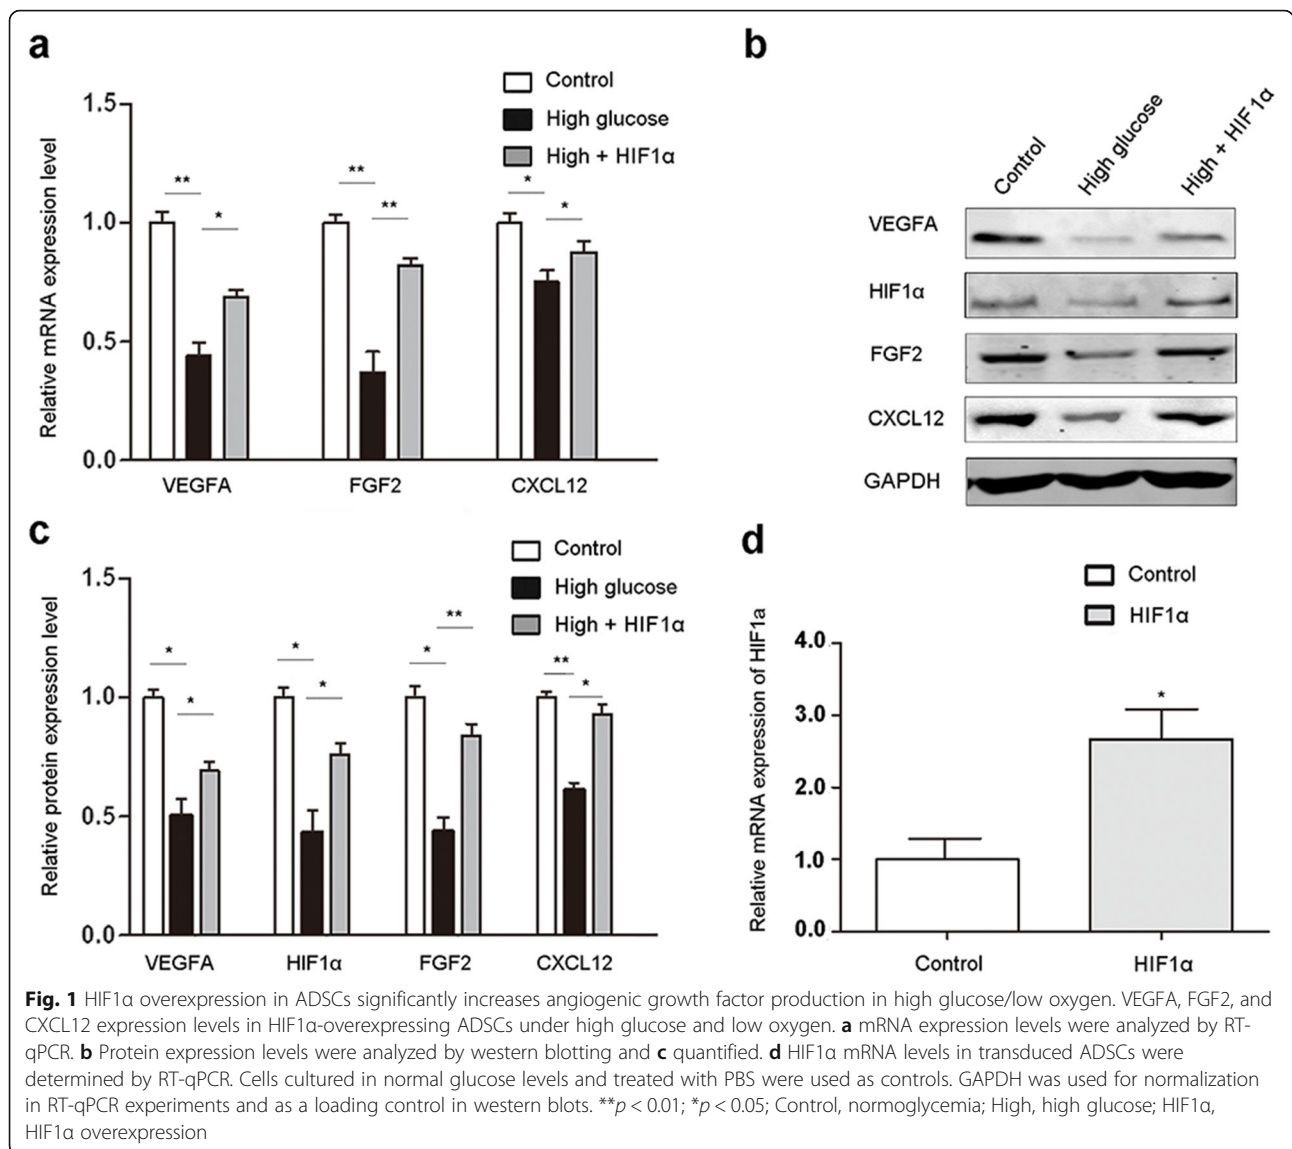 a
Control
High glucose
High + HIF1α
Relative mRNA expression level
1.5
1.0
0.5
0.0
** *
** **
* *
VEGFA FGF2 CXCL12
b
Control High glucose High + HIF1α
VEGFA
HIF1α
FGF2
CXCL12
GAPDH
c
Control
High glucose
High + HIF1α
Relative protein expression level
1.5
1.0
0.5
0.0
* *
* *
* **
** *
VEGFA HIF1α FGF2 CXCL12
d
Control
HIF1α
Relative mRNA expression of HIF1a
4.0
3.0
2.0
1.0
0.0
*
Control HIF1α
Fig. 1 HIF1α overexpression in ADSCs significantly increases angiogenic growth factor production in high glucose/low oxygen. VEGFA, FGF2, and
CXCL12 expression levels in HIF1α-overexpressing ADSCs under high glucose and low oxygen. a mRNA expression levels were analyzed by RT-
qPCR. b Protein expression levels were analyzed by western blotting and c quantified. d HIF1α mRNA levels in transduced ADSCs were
determined by RT-qPCR. Cells cultured in normal glucose levels and treated with PBS were used as controls. GAPDH was used for normalization
in RT-qPCR experiments and as a loading control in western blots. **p < 0.01; *p < 0.05; Control, normoglycemia; High, high glucose; HIF1α,
HIF1α overexpression